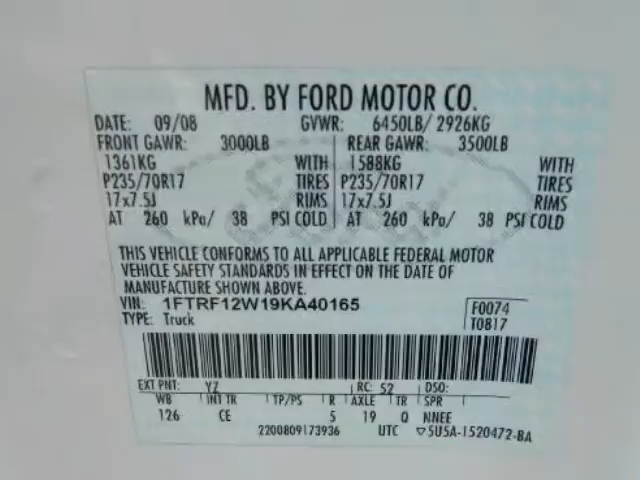 MFD. BY FORD MOTOR CO.
DATE: 09/08 GVWR: 6450LB/ 2926KG
FRONT GAWR: 3000LB REAR GAWR: 3500LB
1361KG WITH 1588KG WITH
P235/70R17 TIRES P235/70R17 TIRES
17x7.5J RIMS 17x7.5J RIMS
AT 260 kPa/ 38 PSI COLD AT 260 kPa/ 38 PSI COLD
THIS VEHICLE CONFORMS TO ALL APPLICABLE FEDERAL MOTOR
VEHICLE SAFETY STANDARDS IN EFFECT ON THE DATE OF
MANUFACTURE SHOWN ABOVE.
VIN: 1FTRF12W19KA40165 F0074
TYPE: Truck T0817
EXT PNT: YZ RC: 52 DSO:
WB INT TR TP/PS R AXLE TR SPR
126 CE 5 19 Q NNEE
2200809173936 UTC ▽5U5A-1520472-BA